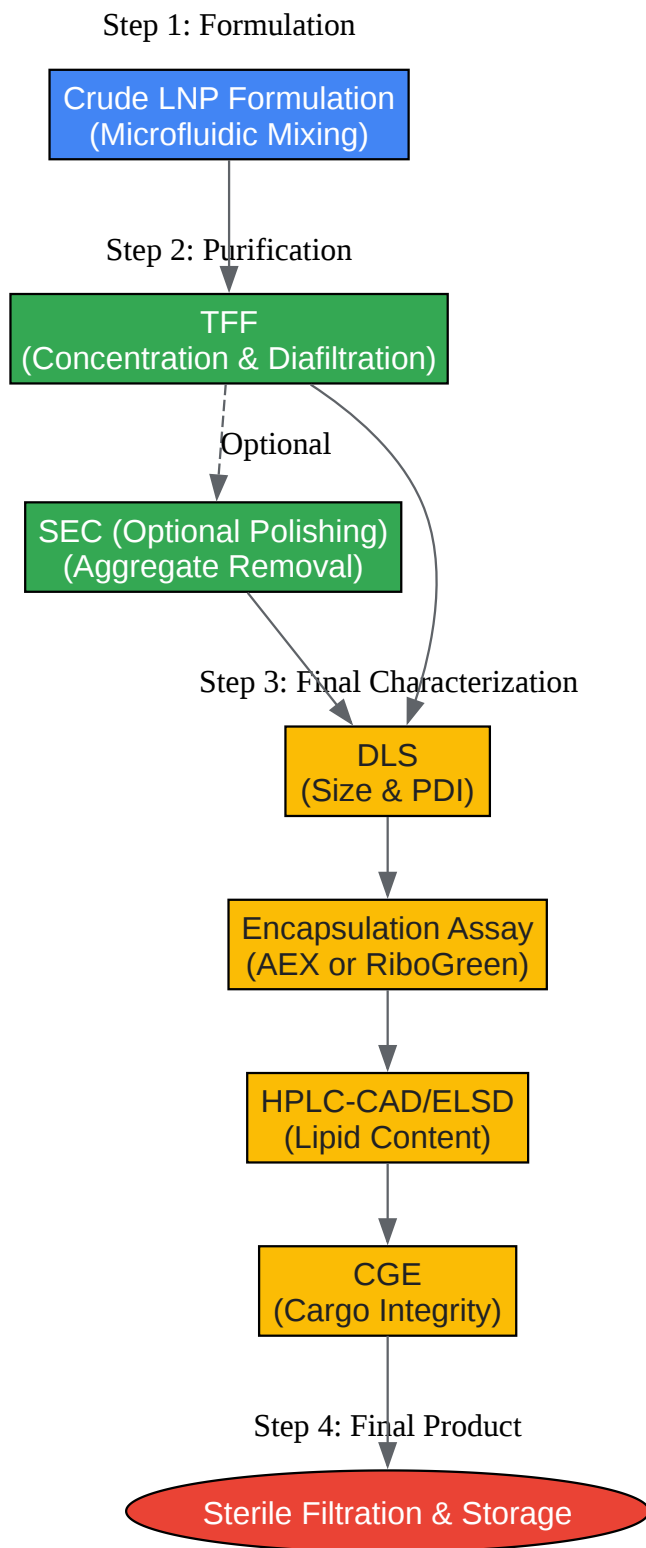 Step 1: Formulation
Crude LNP Formulation
(Microfluidic Mixing)
Step 2: Purification
TFF
(Concentration & Diafiltration)
Optional
SEC (Optional Polishing)
(Aggregate Removal)
Step 3: Final Characterization
DLS
(Size & PDI)
Encapsulation Assay
(AEX or RiboGreen)
HPLC-CAD/ELSD
(Lipid Content)
CGE
(Cargo Integrity)
Step 4: Final Product
Sterile Filtration & Storage